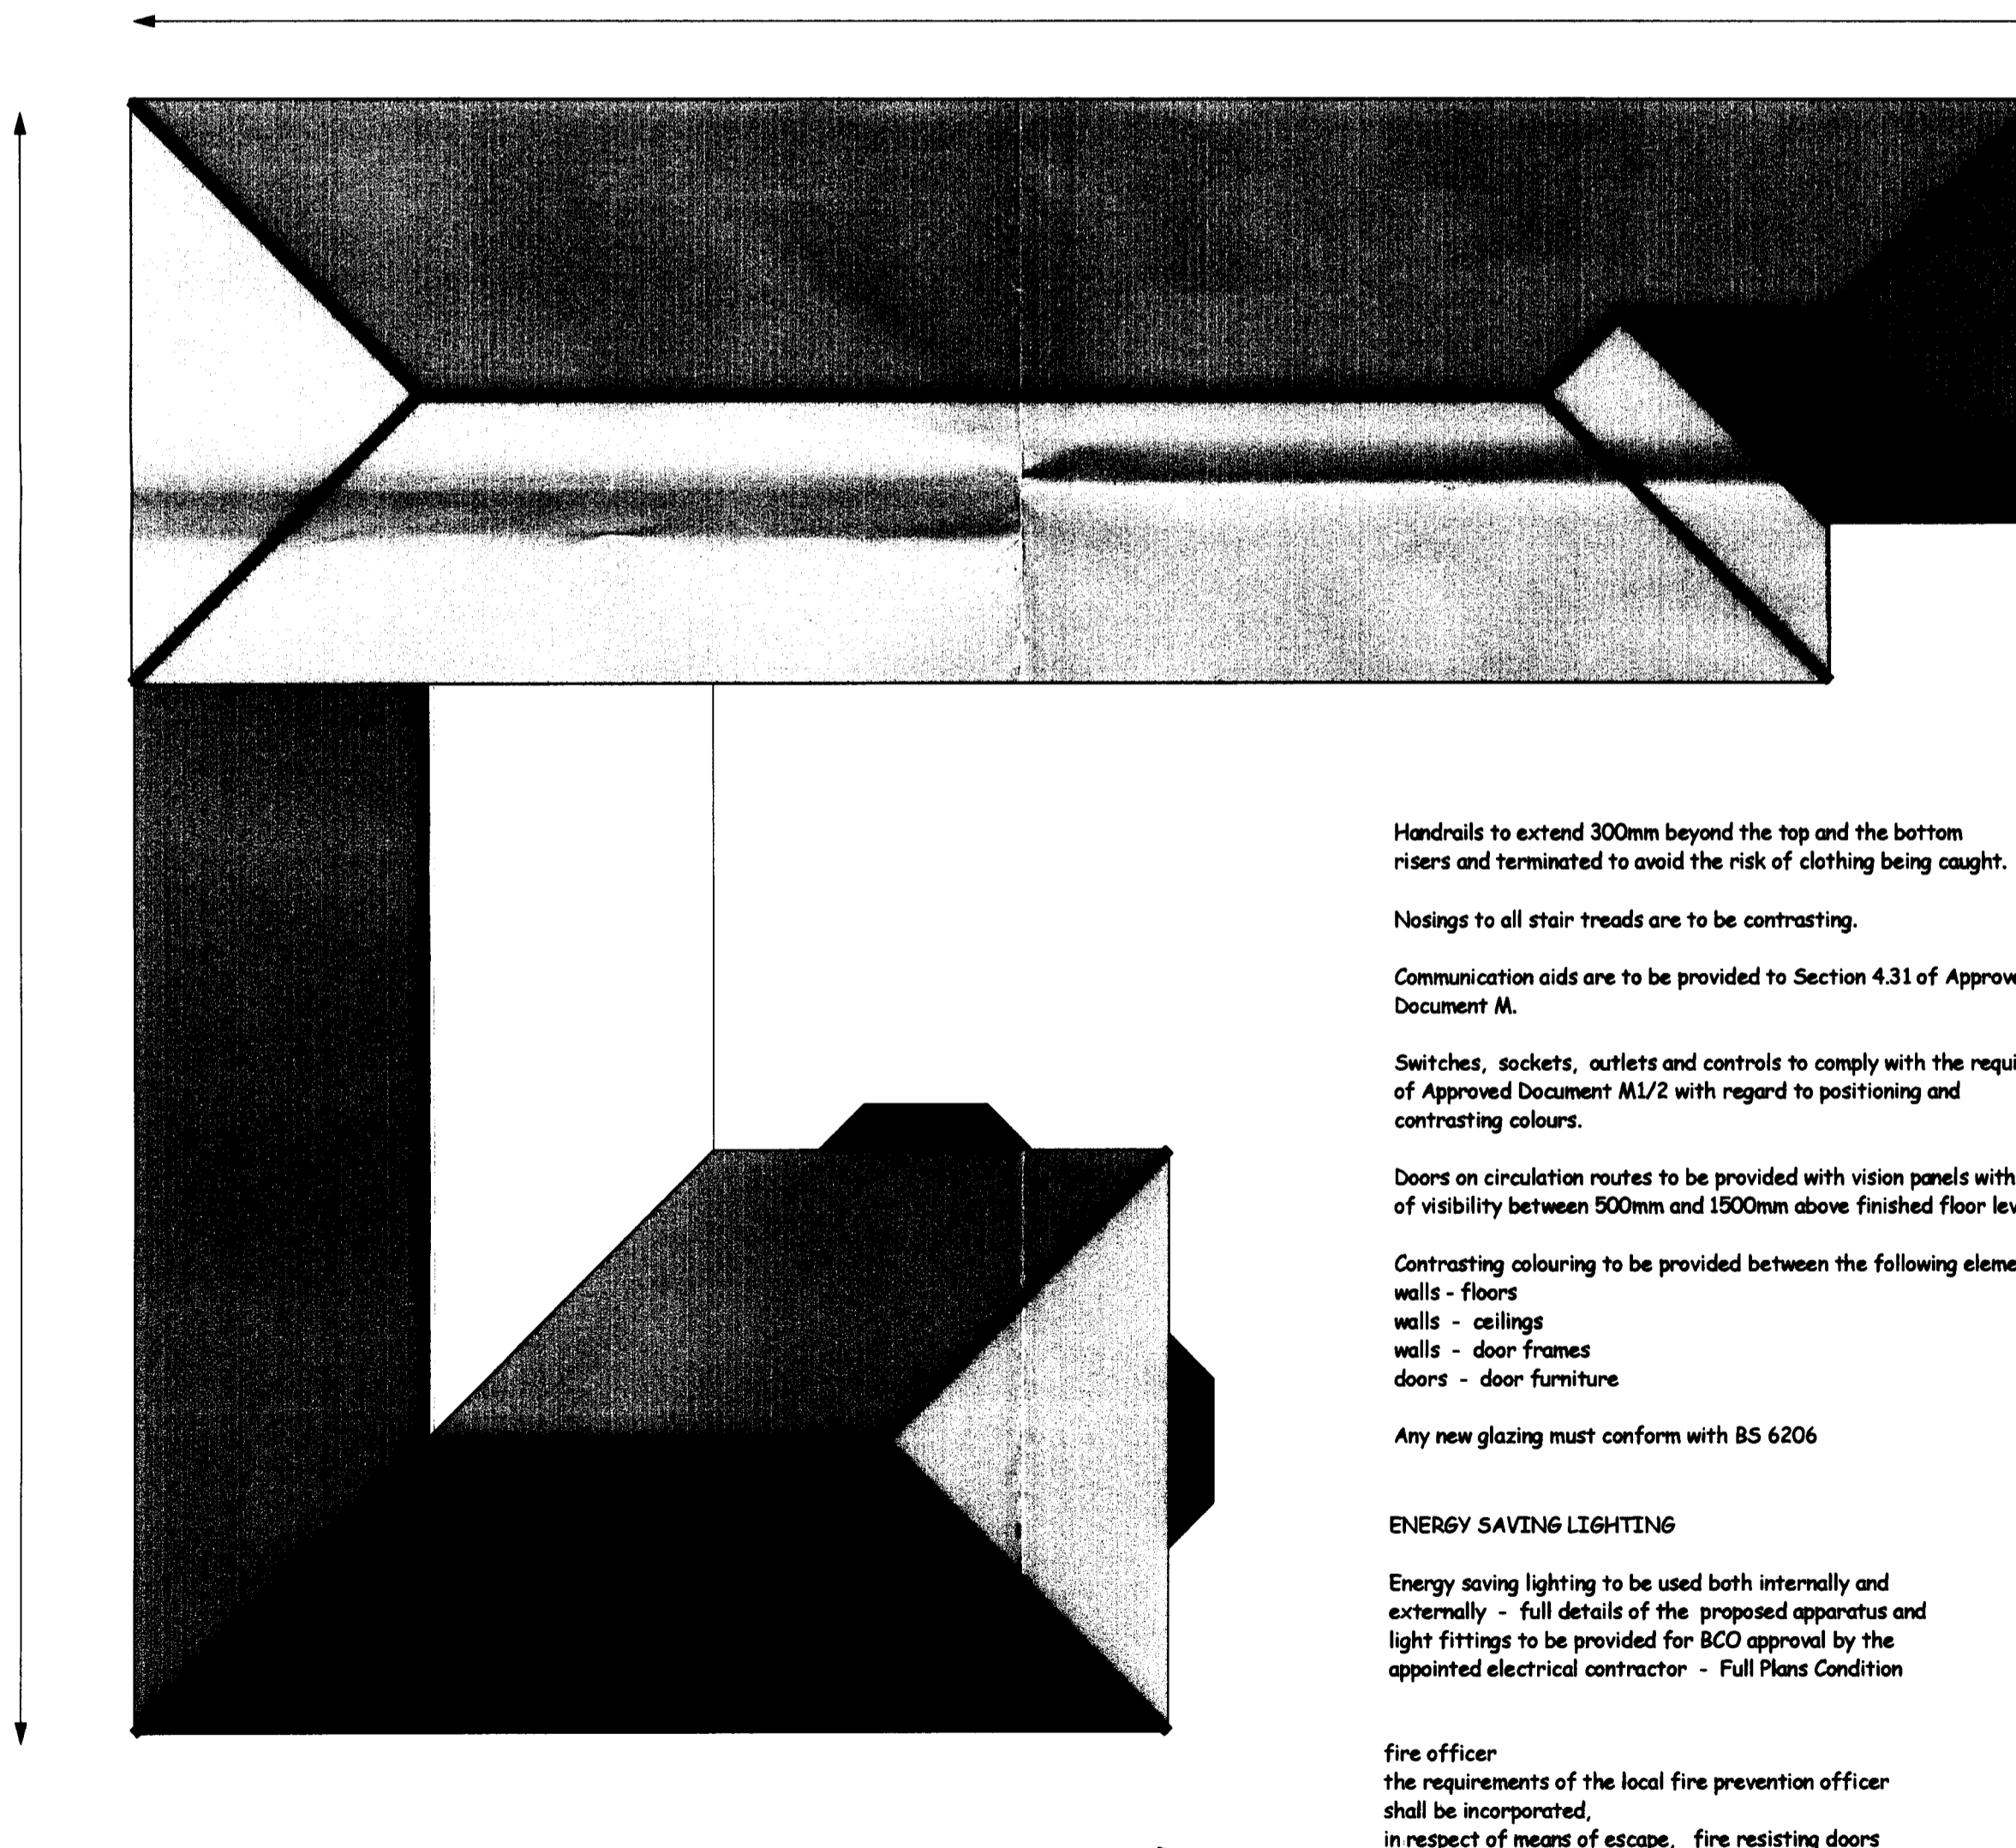 Handrails to extend 300mm beyond the top and the bottom
risers and terminated to avoid the risk of clothing being caught.
Nosings to all stair treads are to be contrasting.
Communication aids are to be provided to Section 4.31 of
Document M.
Switches, sockets, outlets and controls to comply with the
of Approved Document M1/2 with regard to positioning and
contrasting colours.
Doors on circulation routes to be provided with vision panels with
of visibility between 500mm and 1500mm above finished floor
Contrasting colouring to be provided between the following
walls - floors
walls - ceilings
walls - door frames
doors - door furniture
Any new glazing must conform with BS 6206
ENERGY SAVING LIGHTING
Energy saving lighting to be used both internally and
externally - full details of the proposed apparatus and
light fittings to be provided for BCO approval by the
appointed electrical contractor - Full Plans Condition
fire officer
the requirements of the local fire prevention officer
shall be incorporated,
in respect of means of escape, fire resisting doors